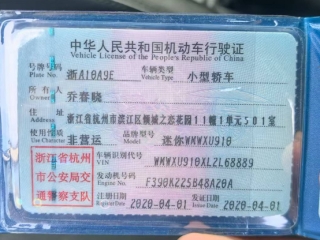 中华人民共和国机动车行驶证
Vehicle License of the People's Republic of China
号牌号码 浙A10A9E 车辆类型 小型轿车
Plate No. Vehicle Type
所有人 乔春晓
Owner
住址 浙江省杭州市滨江区倾城之恋花园11幢1单元501室
Address
使用性质 非营运 品牌型号 迷你WMWXU910
Use Character Model
浙江省杭州
市公安局交
通警察支队
车辆识别代号 WMWXU910XL2L68889
VIN
发动机号码 F390K225B48A20A
Engine No.
注册日期 2020-04-01 发证日期 2020-04-01
Register Date Issue Date